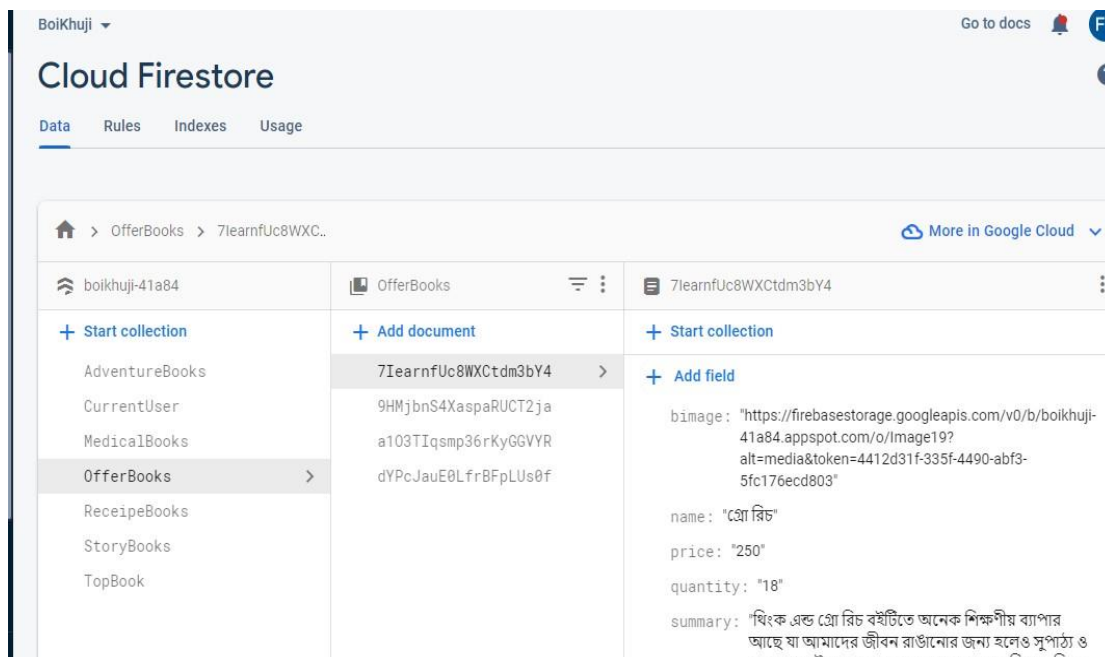 BoiKhuji
Go to docs
F
Cloud Firestore
Data Rules Indexes Usage
OfferBooks > 7IearnfUc8WXC..
More in Google Cloud
boikhuji-41a84
OfferBooks
7IearnfUc8WXCtdm3bY4
+ Start collection
+ Add document
+ Start collection
AdventureBooks
CurrentUser
MedicalBooks
OfferBooks
ReceipeBooks
StoryBooks
TopBook
7IearnfUc8WXCtdm3bY4
9HMjbnS4XaspaRUCT2ja
a1O3TIqsmp36rKyGGVYR
dYPcJauE0LfrBFpLUs0f
+ Add field
bimage: "https://firebasestorage.googleapis.com/v0/b/boikhuji-
41a84.appspot.com/o/Image19?
alt=media&token=4412d31f-335f-4490-abf3-
5fc176ecd803"
name: "গ্রো রিচ"
price: "250"
quantity: "18"
summary: "থিংক এন্ড গ্রো রিচ বইটিতে অনেক শিক্ষণীয় ব্যাপার
আছে যা আমাদের জীবন রাঙানোর জন্য হলেও সুপাঠ্য ও